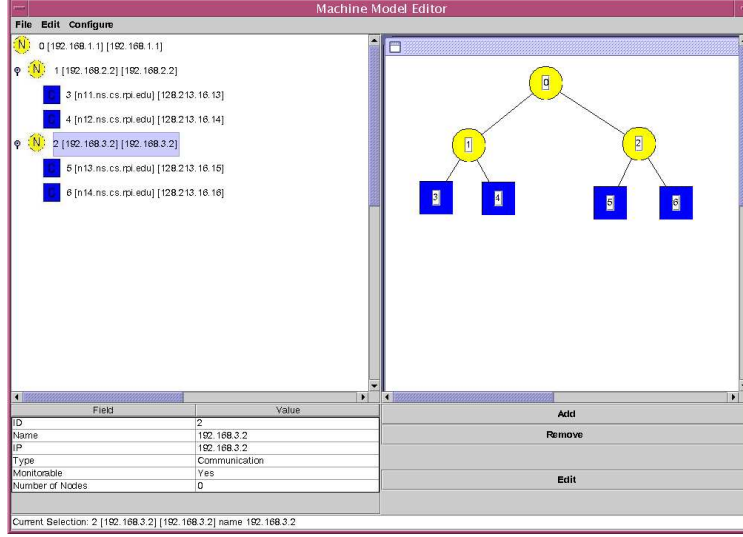 Machine Model Editor
File Edit Configure
N 0 [192.168.1.1] [192.168.1.1]
N 1 [192.168.2.2] [192.168.2.2]
3 [n11.ns.cs.rpi.edu] [128.213.16.13]
4 [n12.ns.cs.rpi.edu] [128.213.16.14]
N 2 [192.168.3.2] [192.168.3.2]
5 [n13.ns.cs.rpi.edu] [128.213.16.15]
6 [n14.ns.cs.rpi.edu] [128.213.16.16]
0
1 2
3 4 5 6
Field Value
ID 2
Name 192.168.3.2
IP 192.168.3.2
Type Communication
Monitorable Yes
Number of Nodes 0
Add
Remove
Edit
Current Selection: 2 [192.168.3.2] [192.168.3.2] name 192.168.3.2